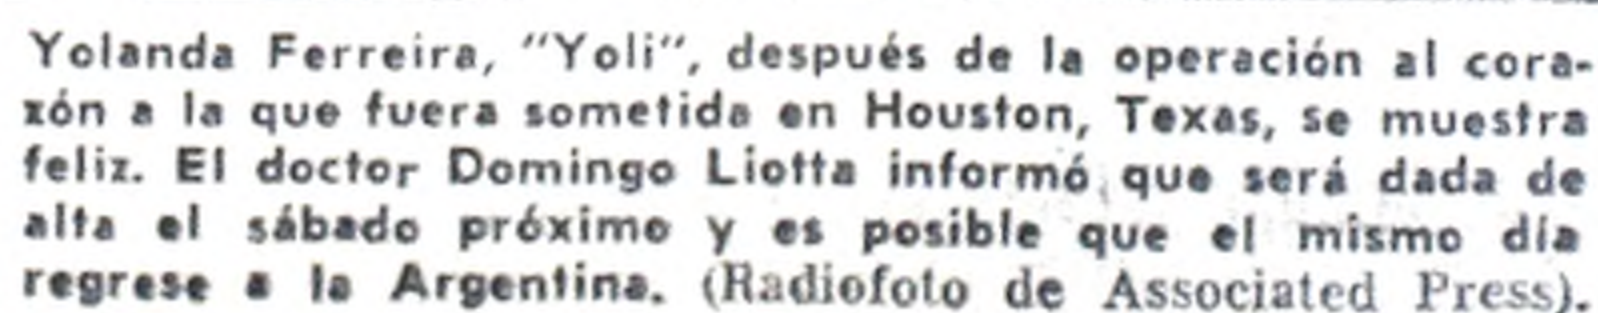 Yolanda Ferreira, "Yoli", después de la operación al cora-
zón a la que fuera sometida en Houston, Texas, se muestra
feliz. El doctor Domingo Liotta informó que será dada de
alta el sábado próximo y es posible que el mismo día
regrese a la Argentina. (Radiofoto de Associated Press).